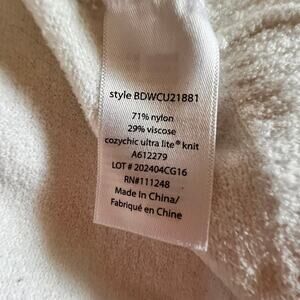 style BDWCU21881
71% nylon
29% viscose
cozychic ultra lite® knit
A612279
LOT # 202404CG16
RN#111248
Made In China/
Fabriqué en Chine